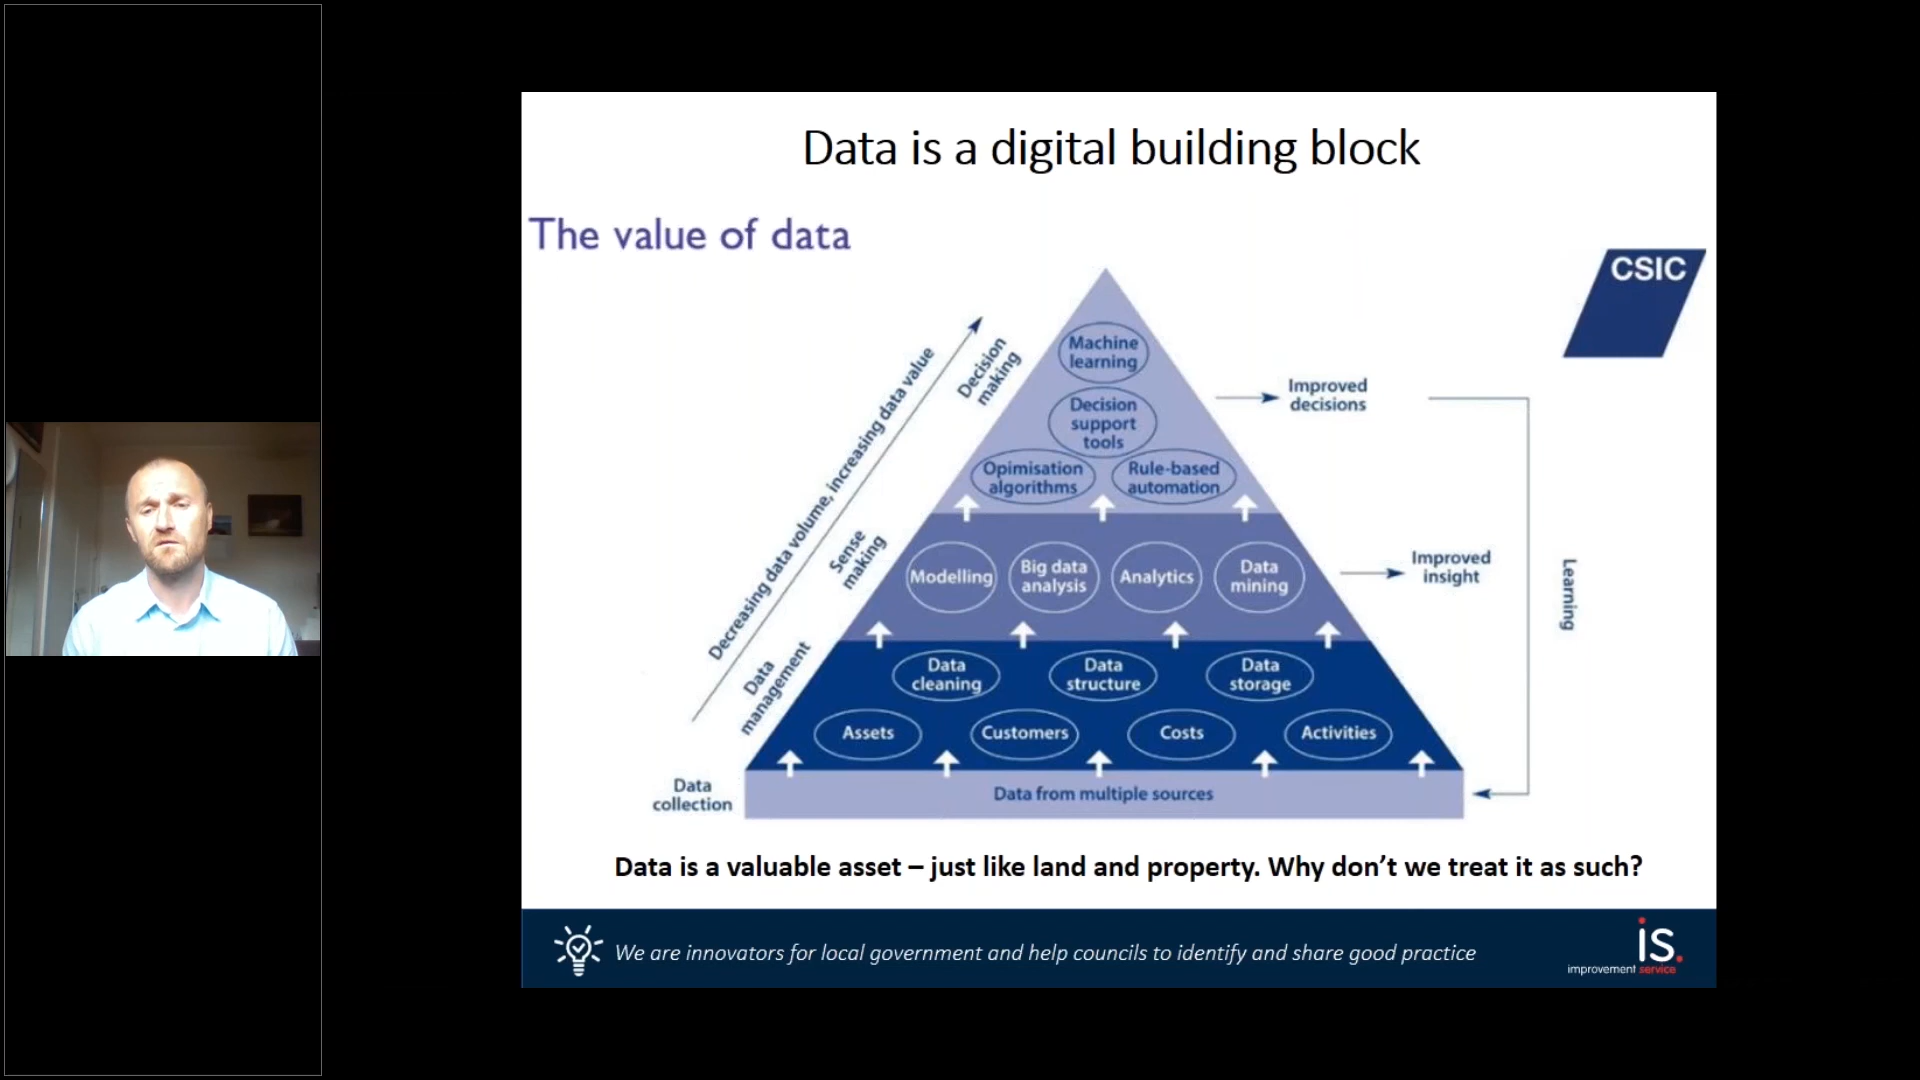 Data is a digital building block
The value of data
CSIC
Machine
learning
Decision
support
tools
Opimisation
algorithms
Rule-based
automation
Decision
making
Decreasing data volume, increasing data value
Improved
decisions
Sense
making
Modelling
Big data
analysis
Analytics
Data
mining
Improved
insight
Learning
Data
management
Data
cleaning
Data
structure
Data
storage
Assets
Customers
Costs
Activities
Data
collection
Data from multiple sources
Data is a valuable asset – just like land and property. Why don’t we treat it as such?
We are innovators for local government and help councils to identify and share good practice
is.
improvement service